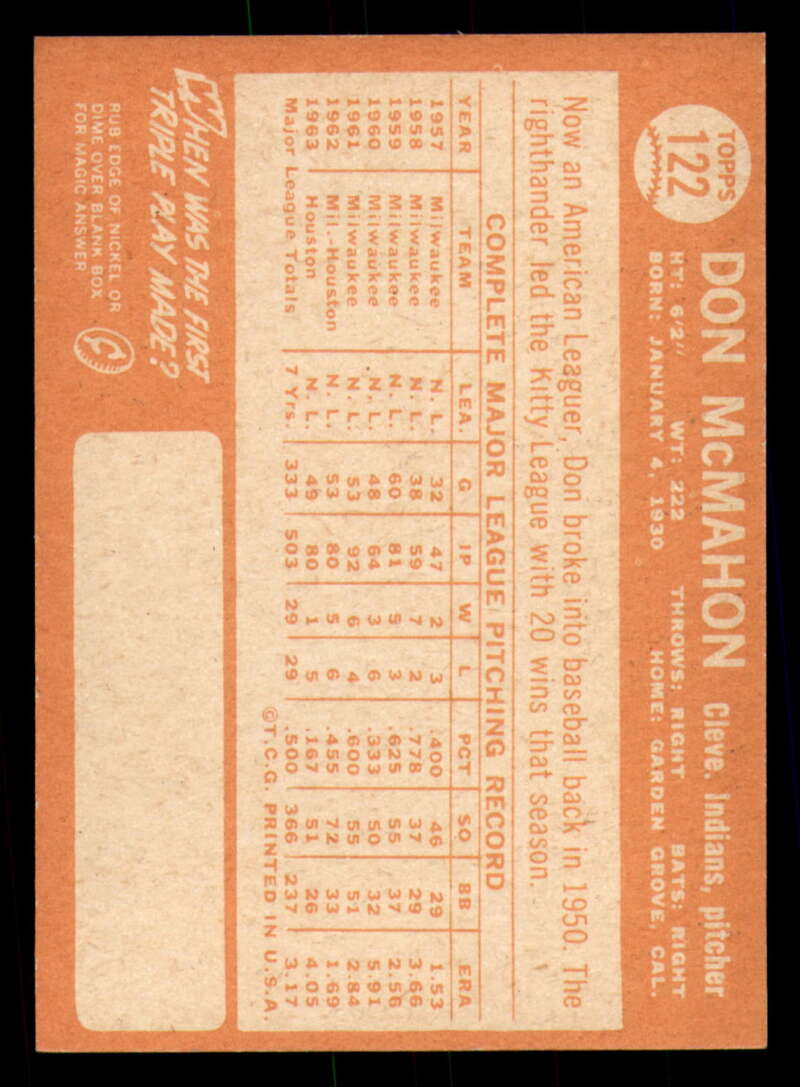 TOPPS
122
DON McMAHON Cleve. Indians, pitcher
HT: 6'2" WT: 222 THROWS: RIGHT BATS: RIGHT
BORN: JANUARY 4, 1930 HOME: GARDEN GROVE, CAL.
Now an American Leaguer, Don broke into baseball back in 1950. The
righthander led the Kitty League with 20 wins that season.
COMPLETE MAJOR LEAGUE PITCHING RECORD
YEAR TEAM LEA. G IP W L PCT SO BB ERA
1957 Milwaukee N. L. 32 47 2 3 .400 46 29 1.53
1958 Milwaukee N. L. 38 59 7 2 .778 37 29 3.66
1959 Milwaukee N. L. 60 81 5 3 .625 55 37 2.56
1960 Milwaukee N. L. 48 64 3 6 .333 50 32 5.91
1961 Milwaukee N. L. 53 92 6 4 .600 55 51 2.84
1962 Mil.-Houston N. L. 53 80 5 6 .455 72 33 1.69
1963 Houston N. L. 49 80 1 5 .167 51 26 4.05
Major League Totals 7 Yrs. 333 503 29 29 .500 366 237 3.17
©T.C.G. PRINTED IN U.S.A.
WHEN WAS THE FIRST
TRIPLE PLAY MADE?
RUB EDGE OF NICKEL OR
DIME OVER BLANK BOX
FOR MAGIC ANSWER